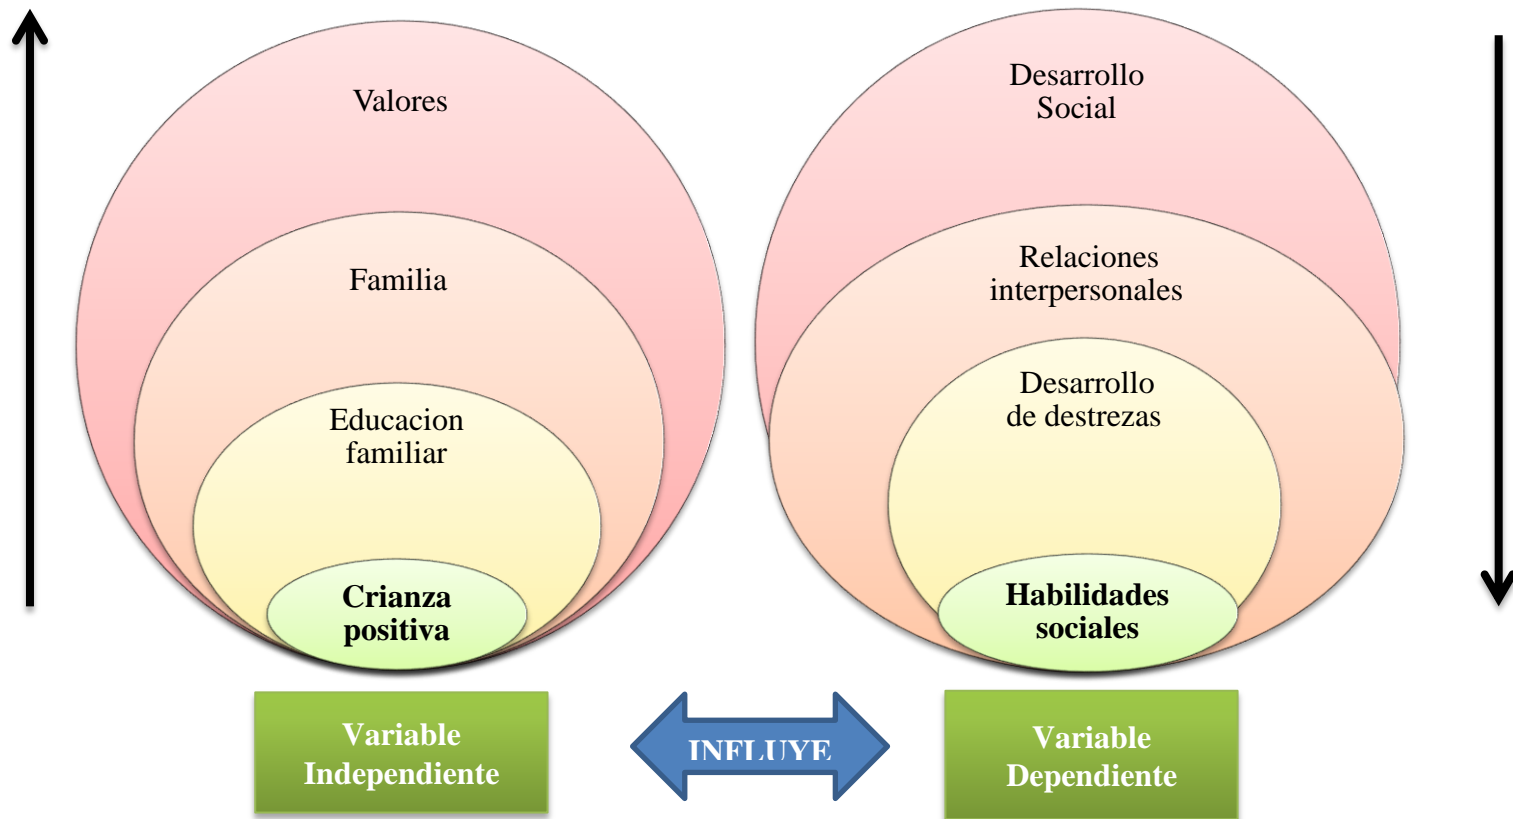 Valores
Familia
Educacion
familiar
Crianza
positiva
Desarrollo
Social
Relaciones
interpersonales
Desarrollo
de destrezas
Habilidades
sociales
Variable
Independiente
INFLUYE
Variable
Dependiente